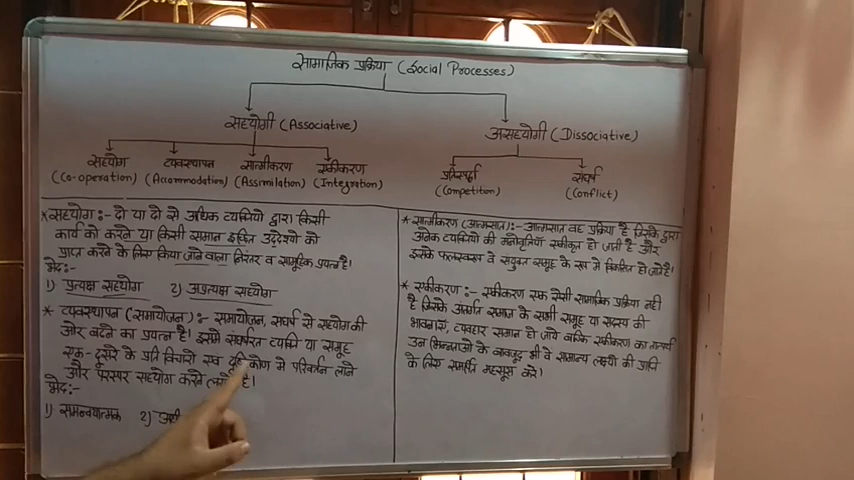 सामाजिक प्रक्रिया (Social Processes)
सहयोगी (Associative)
असहयोगी (Dissociative)
सहयोग व्यवस्थापन सात्मीकरण एकीकरण
(Co-operation) (Accommodation) (Assimilation) (Integration)
प्रतिस्पर्द्धा संघर्ष
(Competition) (Conflict)
*सहयोग :- दो या दो से अधिक व्यक्तियो द्वारा किसी
कार्य को करने या किसी समान इच्छित उद्देश्यो को
प्राप्त करने के लिए किया जाने वाला निरंतर व सामूहिक प्रयत्न है।
भेद:-
1) प्रत्यक्ष सहयोग 2) अप्रत्यक्ष सहयोग
* व्यवस्थापन (समायोजन) :- समायोजन, संघर्ष से सहयोग की
ओर बढने का प्रयत्न है। इसमे संघर्षरत व्यक्ति या समूह
एक-दूसरे के प्रति विचारो एवं दृष्टिकोण मे परिवर्तन लाने
और परस्पर सहयोग करने है।
भेद:-
1) समन्वयात्मक 2)
* सात्मीकरण (आत्मसात) :- आत्मसात वह प्रक्रिया है जिसके द्वारा
अनेक व्यक्तियो की मनोवृत्तियाँ एकीकृत हो जाती है और
इसके फलस्वरूप वे संयुक्त समूह के रूप मे विकसित हो जाते है।
* एकीकरण :- एकीकरण एक ऐसी सामाजिक प्रक्रिया नही
है जिसके अंतर्गत समाज के सभी समूह या सदस्य की
भावनाएं, व्यवहार समान हो जाये बल्कि एकीकरण का तात्पर्य
उन भिन्नताओ के बावजूद भी वे सामान्य लक्ष्यो की प्राप्ति
के लिए समर्पित महसूस करे।